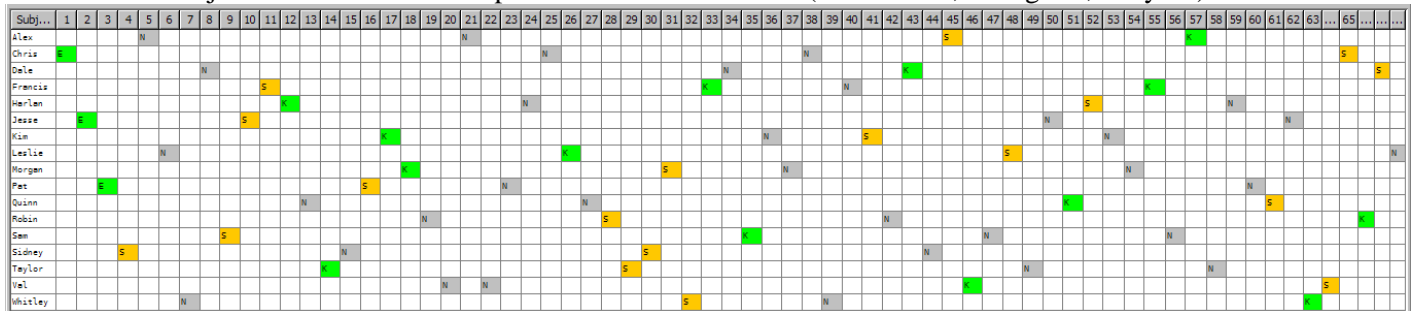 Subj... 1 2 3 4 5 6 7 8 9 10 11 12 13 14 15 16 17 18 19 20 21 22 23 24 25 26 27 28 29 30 31 32 33 34 35 36 37 38 39 40 41 42 43 44 45 46 47 48 49 50 51 52 53 54 55 56 57 58 59 60 61 62 63 ... 65 ... ... ...
Alex N N S K
Chris E N N S
Dale N N K S
Francis S K N K
Harlan K N S N
Jesse E S N N
Kim K N S N
Leslie N K S N
Morgan K S N N
Pat E S N N
Quinn N N K S
Robin N S N K
Sam S K N N
Sidney S N S N
Taylor K S N N
Val N N K S
Whitley N S N K